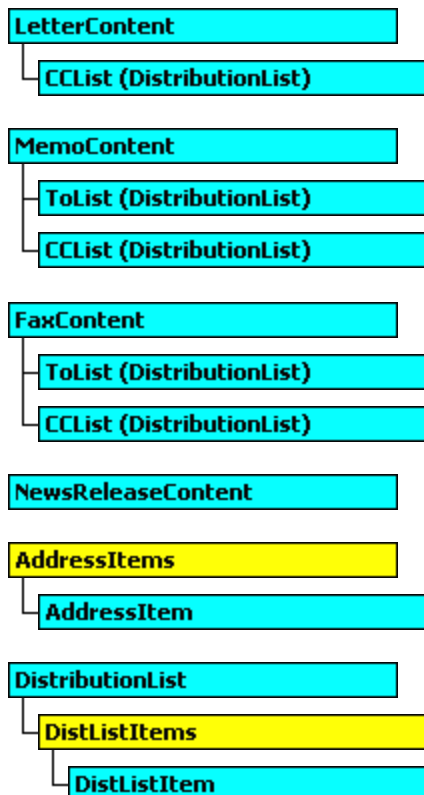 LetterContent
CCList (DistributionList)
MemoContent
ToList (DistributionList)
CCList (DistributionList)
FaxContent
ToList (DistributionList)
CCList (DistributionList)
NewsReleaseContent
AddressItems
AddressItem
DistributionList
DistListItems
DistListItem